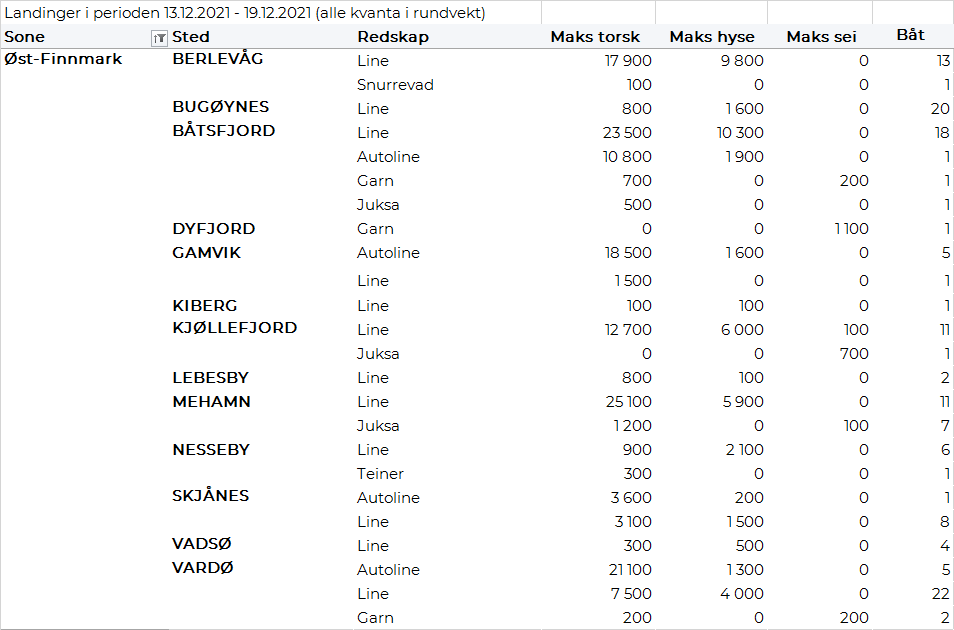 Landinger i perioden 13.12.2021 - 19.12.2021 (alle kvanta i rundvekt)
Sone Sted Redskap Maks torsk Maks hyse Maks sei Båt
Øst-Finnmark BERLEVÅG Line 17 900 9 800 0 13
Snurrevad 100 0 0 1
BUGØYNES Line 800 1 600 0 20
BÅTSFJORD Line 23 500 10 300 0 18
Autoline 10 800 1 900 0 1
Garn 700 0 200 1
Juksa 500 0 0 1
DYFJORD Garn 0 0 1 100 1
GAMVIK Autoline 18 500 1 600 0 5
Line 1 500 0 0 1
KIBERG Line 100 100 0 1
KJØLLEFJORD Line 12 700 6 000 100 11
Juksa 0 0 700 1
LEBESBY Line 800 100 0 2
MEHAMN Line 25 100 5 900 0 11
Juksa 1 200 0 100 7
NESSEBY Line 900 2 100 0 6
Teiner 300 0 0 1
SKJÅNES Autoline 3 600 200 0 1
Line 3 100 1 500 0 8
VADSØ Line 300 500 0 4
VARDØ Autoline 21 100 1 300 0 5
Line 7 500 4 000 0 22
Garn 200 0 200 2